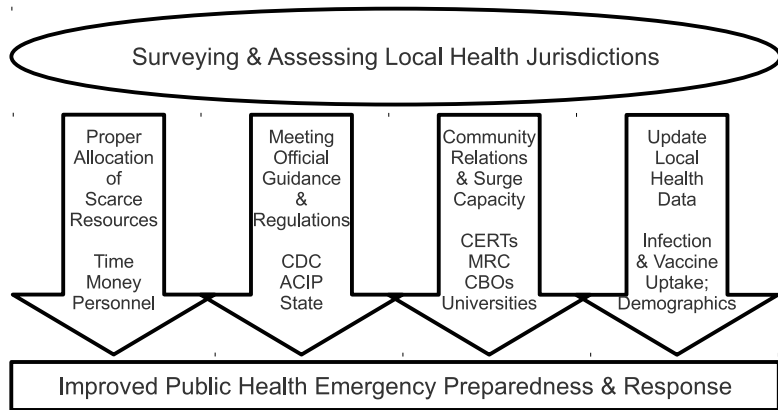 Surveying & Assessing Local Health Jurisdictions
Proper
Allocation
of
Scarce
Resources
Time
Money
Personnel
Meeting
Official
Guidance
&
Regulations
CDC
ACIP
State
Community
Relations
& Surge
Capacity
CERTs
MRC
CBOs
Universities
Update
Local
Health
Data
Infection
& Vaccine
Uptake;
Demographics
Improved Public Health Emergency Preparedness & Response